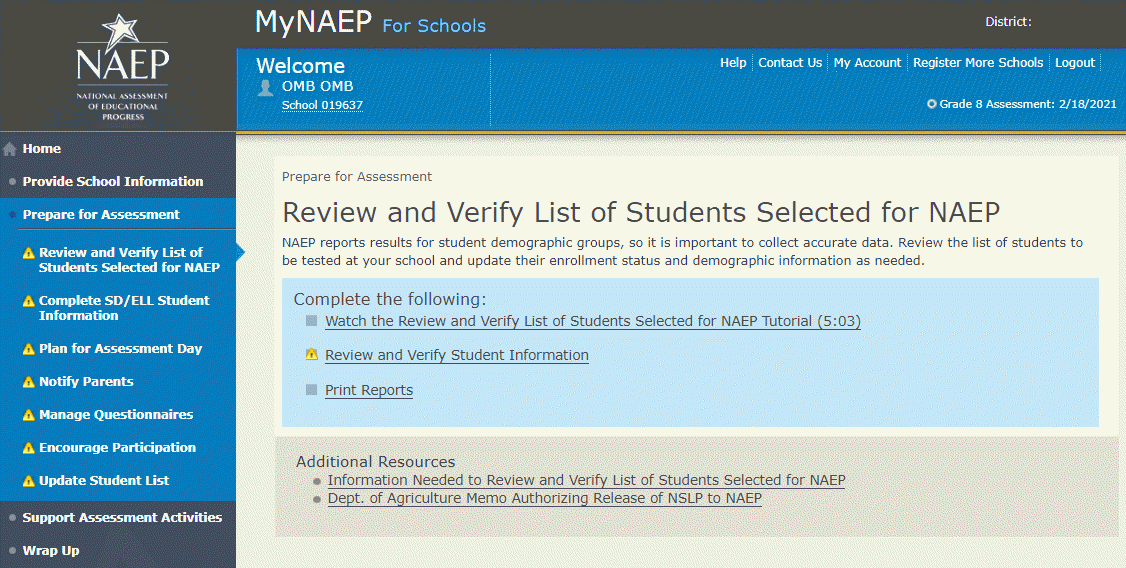 MyNAEP For Schools
District:
NAEP
NATIONAL ASSESSMENT
OF EDUCATIONAL
PROGRESS
Welcome
OMB OMB
School 019637
Help
Contact Us
My Account
Register More Schools
Logout
Grade 8 Assessment: 2/18/2021
Home
Provide School Information
Prepare for Assessment
Review and Verify List of
Students Selected for NAEP
Complete SD/ELL Student
Information
Plan for Assessment Day
Notify Parents
Manage Questionnaires
Encourage Participation
Update Student List
Support Assessment Activities
Wrap Up
Prepare for Assessment
Review and Verify List of Students Selected for NAEP
NAEP reports results for student demographic groups, so it is important to collect accurate data. Review the list of students to
be tested at your school and update their enrollment status and demographic information as needed.
Complete the following:
Watch the Review and Verify List of Students Selected for NAEP Tutorial (5:03)
Review and Verify Student Information
Print Reports
Additional Resources
Information Needed to Review and Verify List of Students Selected for NAEP
Dept. of Agriculture Memo Authorizing Release of NSLP to NAEP